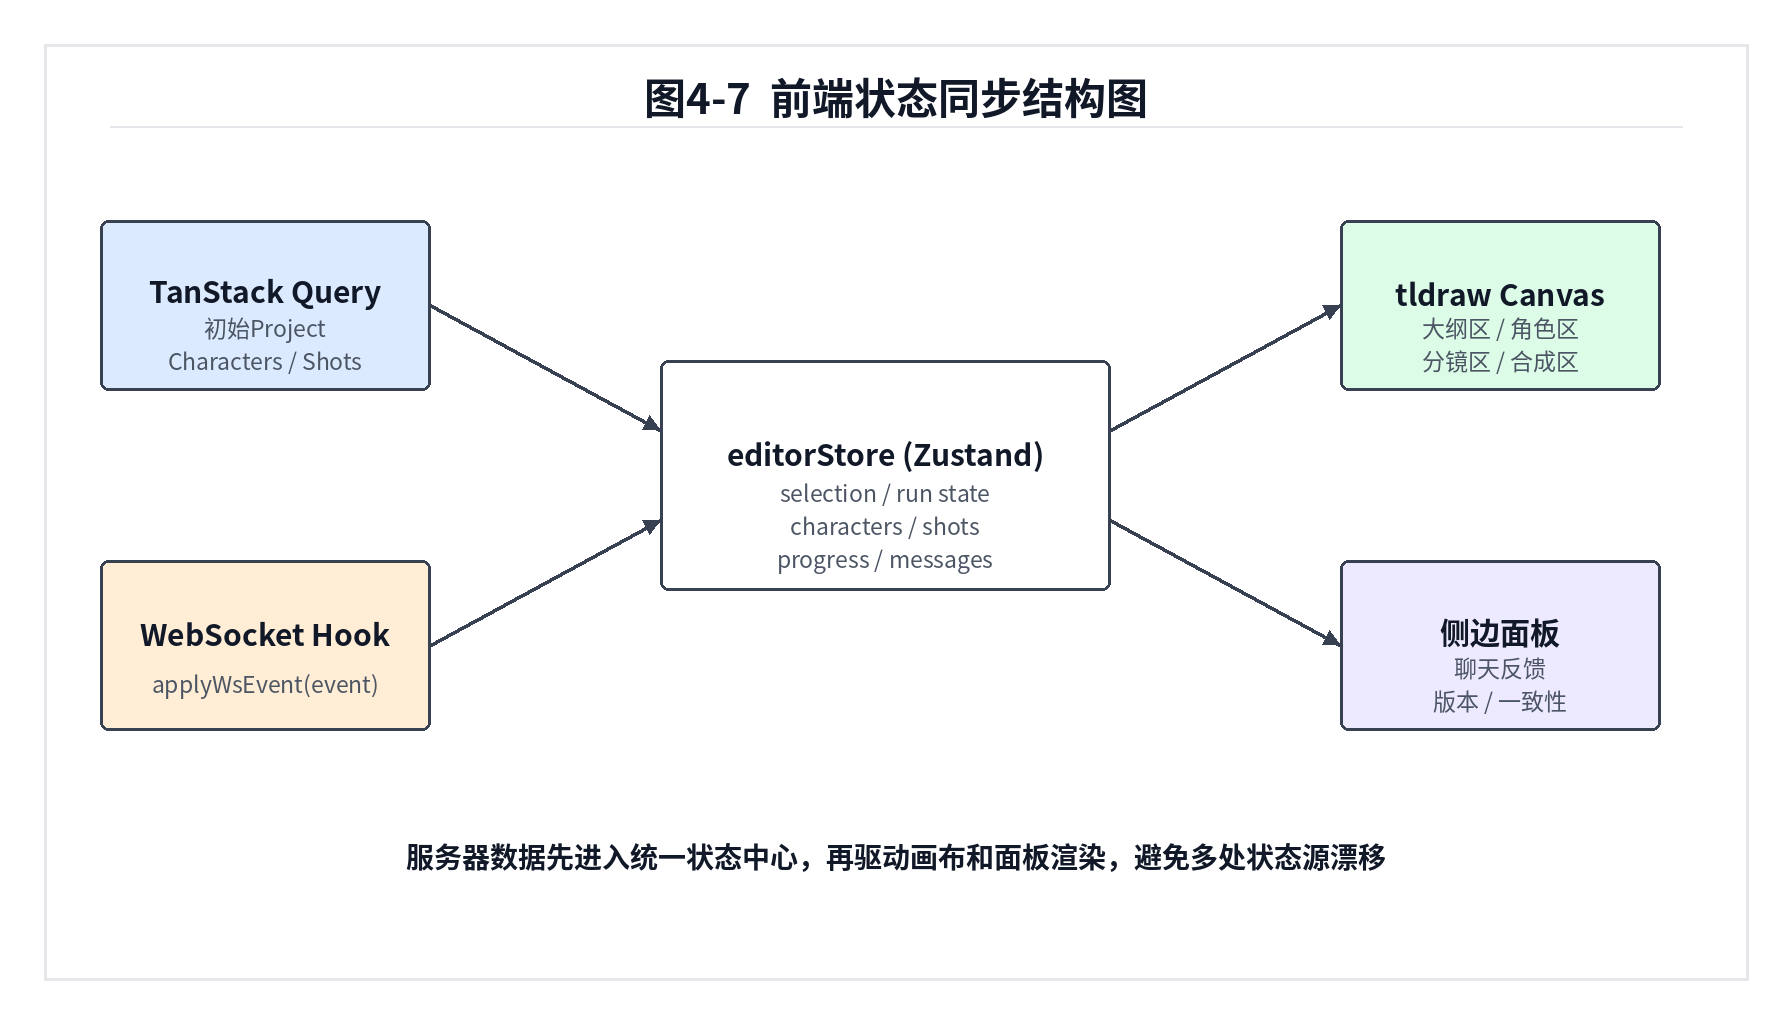 图4-7 前端状态同步结构图
TanStack Query
初始Project
Characters / Shots
WebSocket Hook
applyWsEvent(event)
editorStore (Zustand)
selection / run state
characters / shots
progress / messages
tldraw Canvas
大纲区 / 角色区
分镜区 / 合成区
侧边面板
聊天反馈
版本 / 一致性
服务器数据先进入统一状态中心，再驱动画布和面板渲染，避免多处状态源漂移